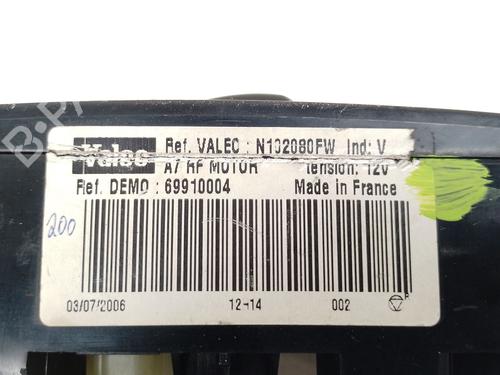 Valeo Ref. VALEO : N102080FW Ind: V
A7 RF MOTOR Tension: 12V
Ref. DEMO : 69910004 Made in France
200
03/07/2006 12-14 002
B-PA